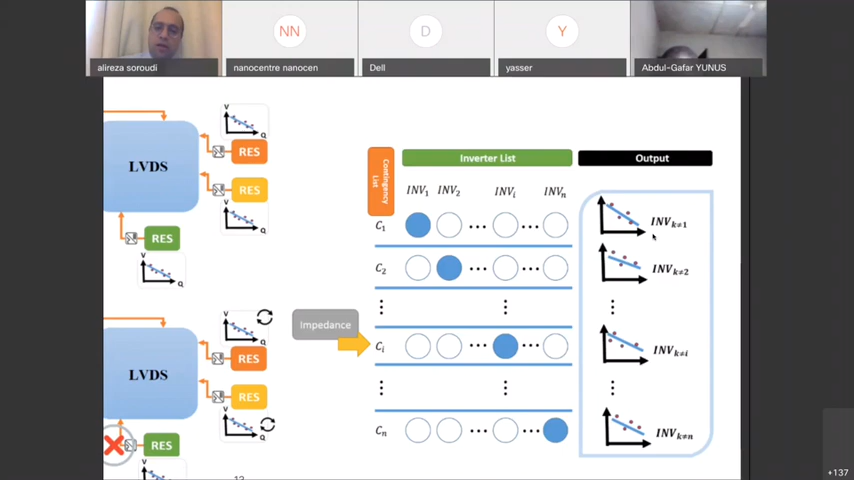 NN
D
Y
alireza soroudi
nanocentre nanocen
Dell
yasser
Abdul-Gafar YUNUS
V
Q
LVDS
RES
RES
V
Q
RES
V
Q
V
Q
LVDS
RES
RES
V
Q
RES
V
Impedance
Contingency List
Inverter List
Output
INV₁ INV₂ INVᵢ INVₙ
C₁ ⋯ ⋯ INVₖ≠₁
C₂ ⋯ ⋯ INVₖ≠₂
⋮ ⋮ ⋮
Cᵢ ⋯ ⋯ INVₖ≠ᵢ
⋮ ⋮ ⋮
Cₙ ⋯ ⋯ INVₖ≠ₙ
+137